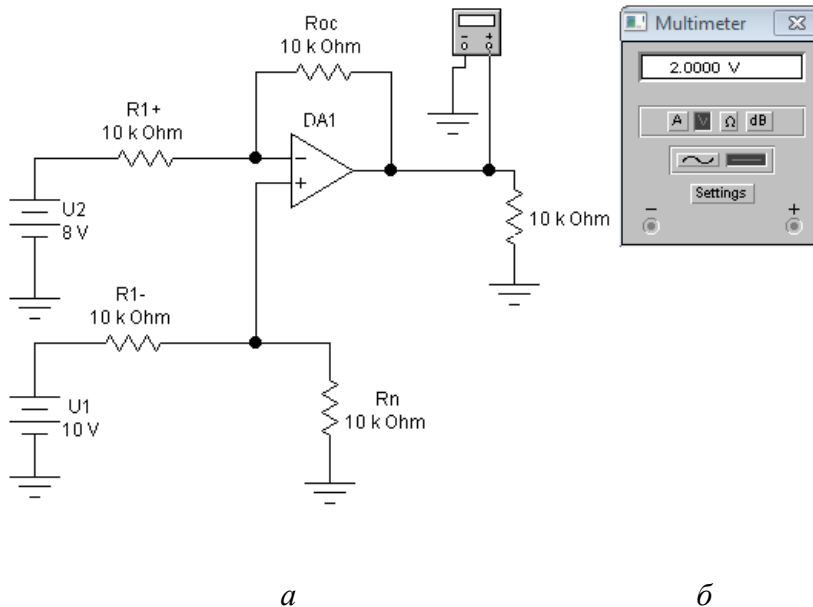 Roc
10 k Ohm
R1+
10 k Ohm
DA1
−
+
− +
U2
8 V
10 k Ohm
R1-
10 k Ohm
U1
10 V
Rn
10 k Ohm
Multimeter
2.0000 V
A V Ω dB
Settings
− +
а б